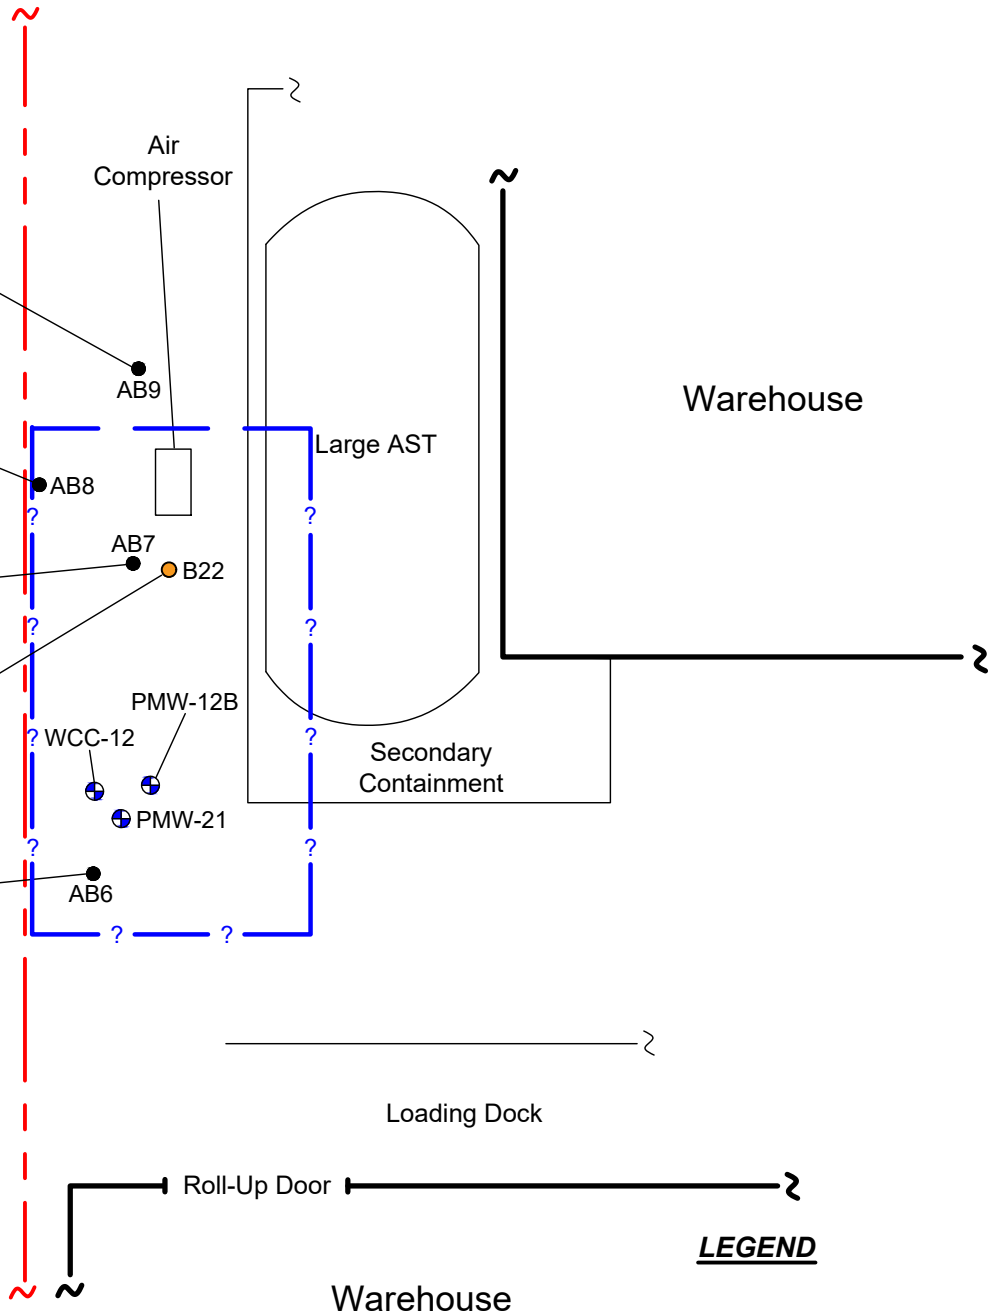 Air
Compressor
AB9
Warehouse
Large AST
AB8
?
?
AB7
B22
?
?
PMW-12B
? WCC-12
?
Secondary
Containment
PMW-21
?
?
AB6
?
?
Loading Dock
Roll-Up Door
LEGEND
Warehouse